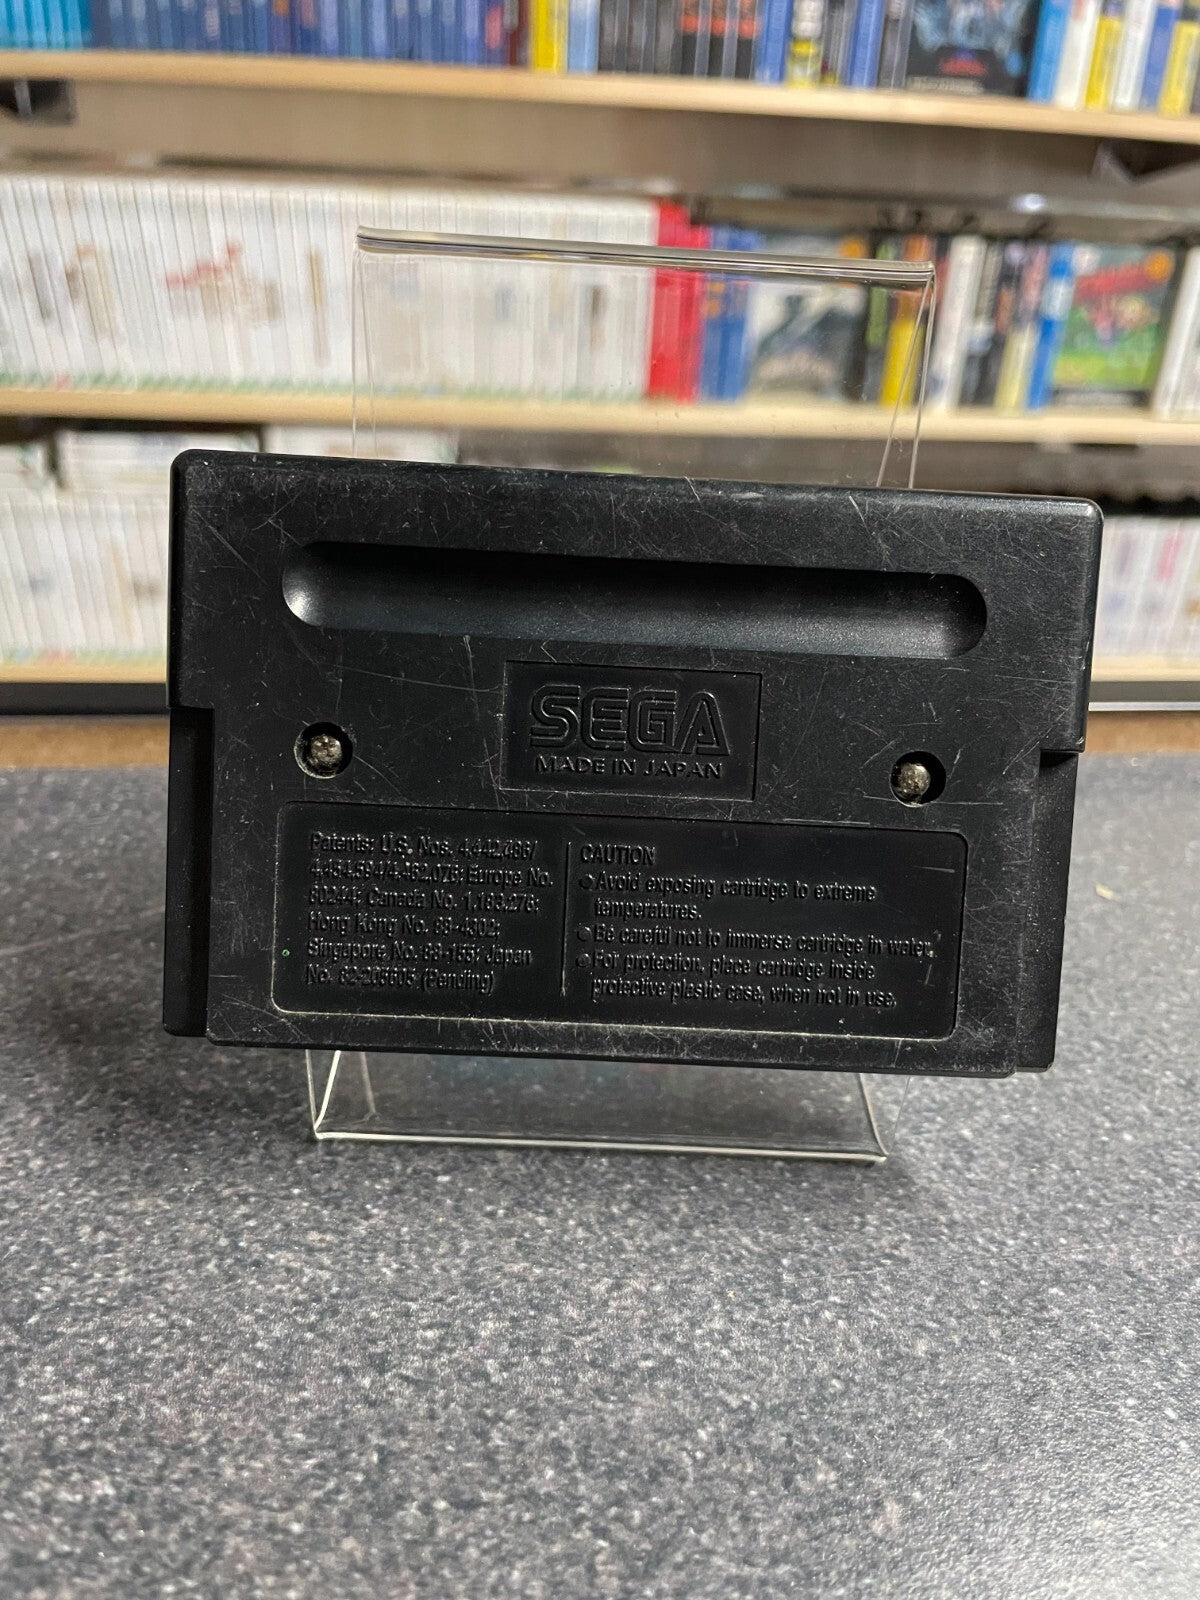 SEGA
MADE IN JAPAN
Patents: U.S. Nos. 4,442,486/
4,454,594/4,462,076; Europe No.
80244; Canada No. 1,183,276;
Hong Kong No. 88-4302;
Singapore No. 88-155; Japan
No. 82-205605 (Pending)
CAUTION
Avoid exposing cartridge to extreme
temperatures.
Be careful not to immerse cartridge in water.
For protection, place cartridge inside
protective plastic case, when not in use.